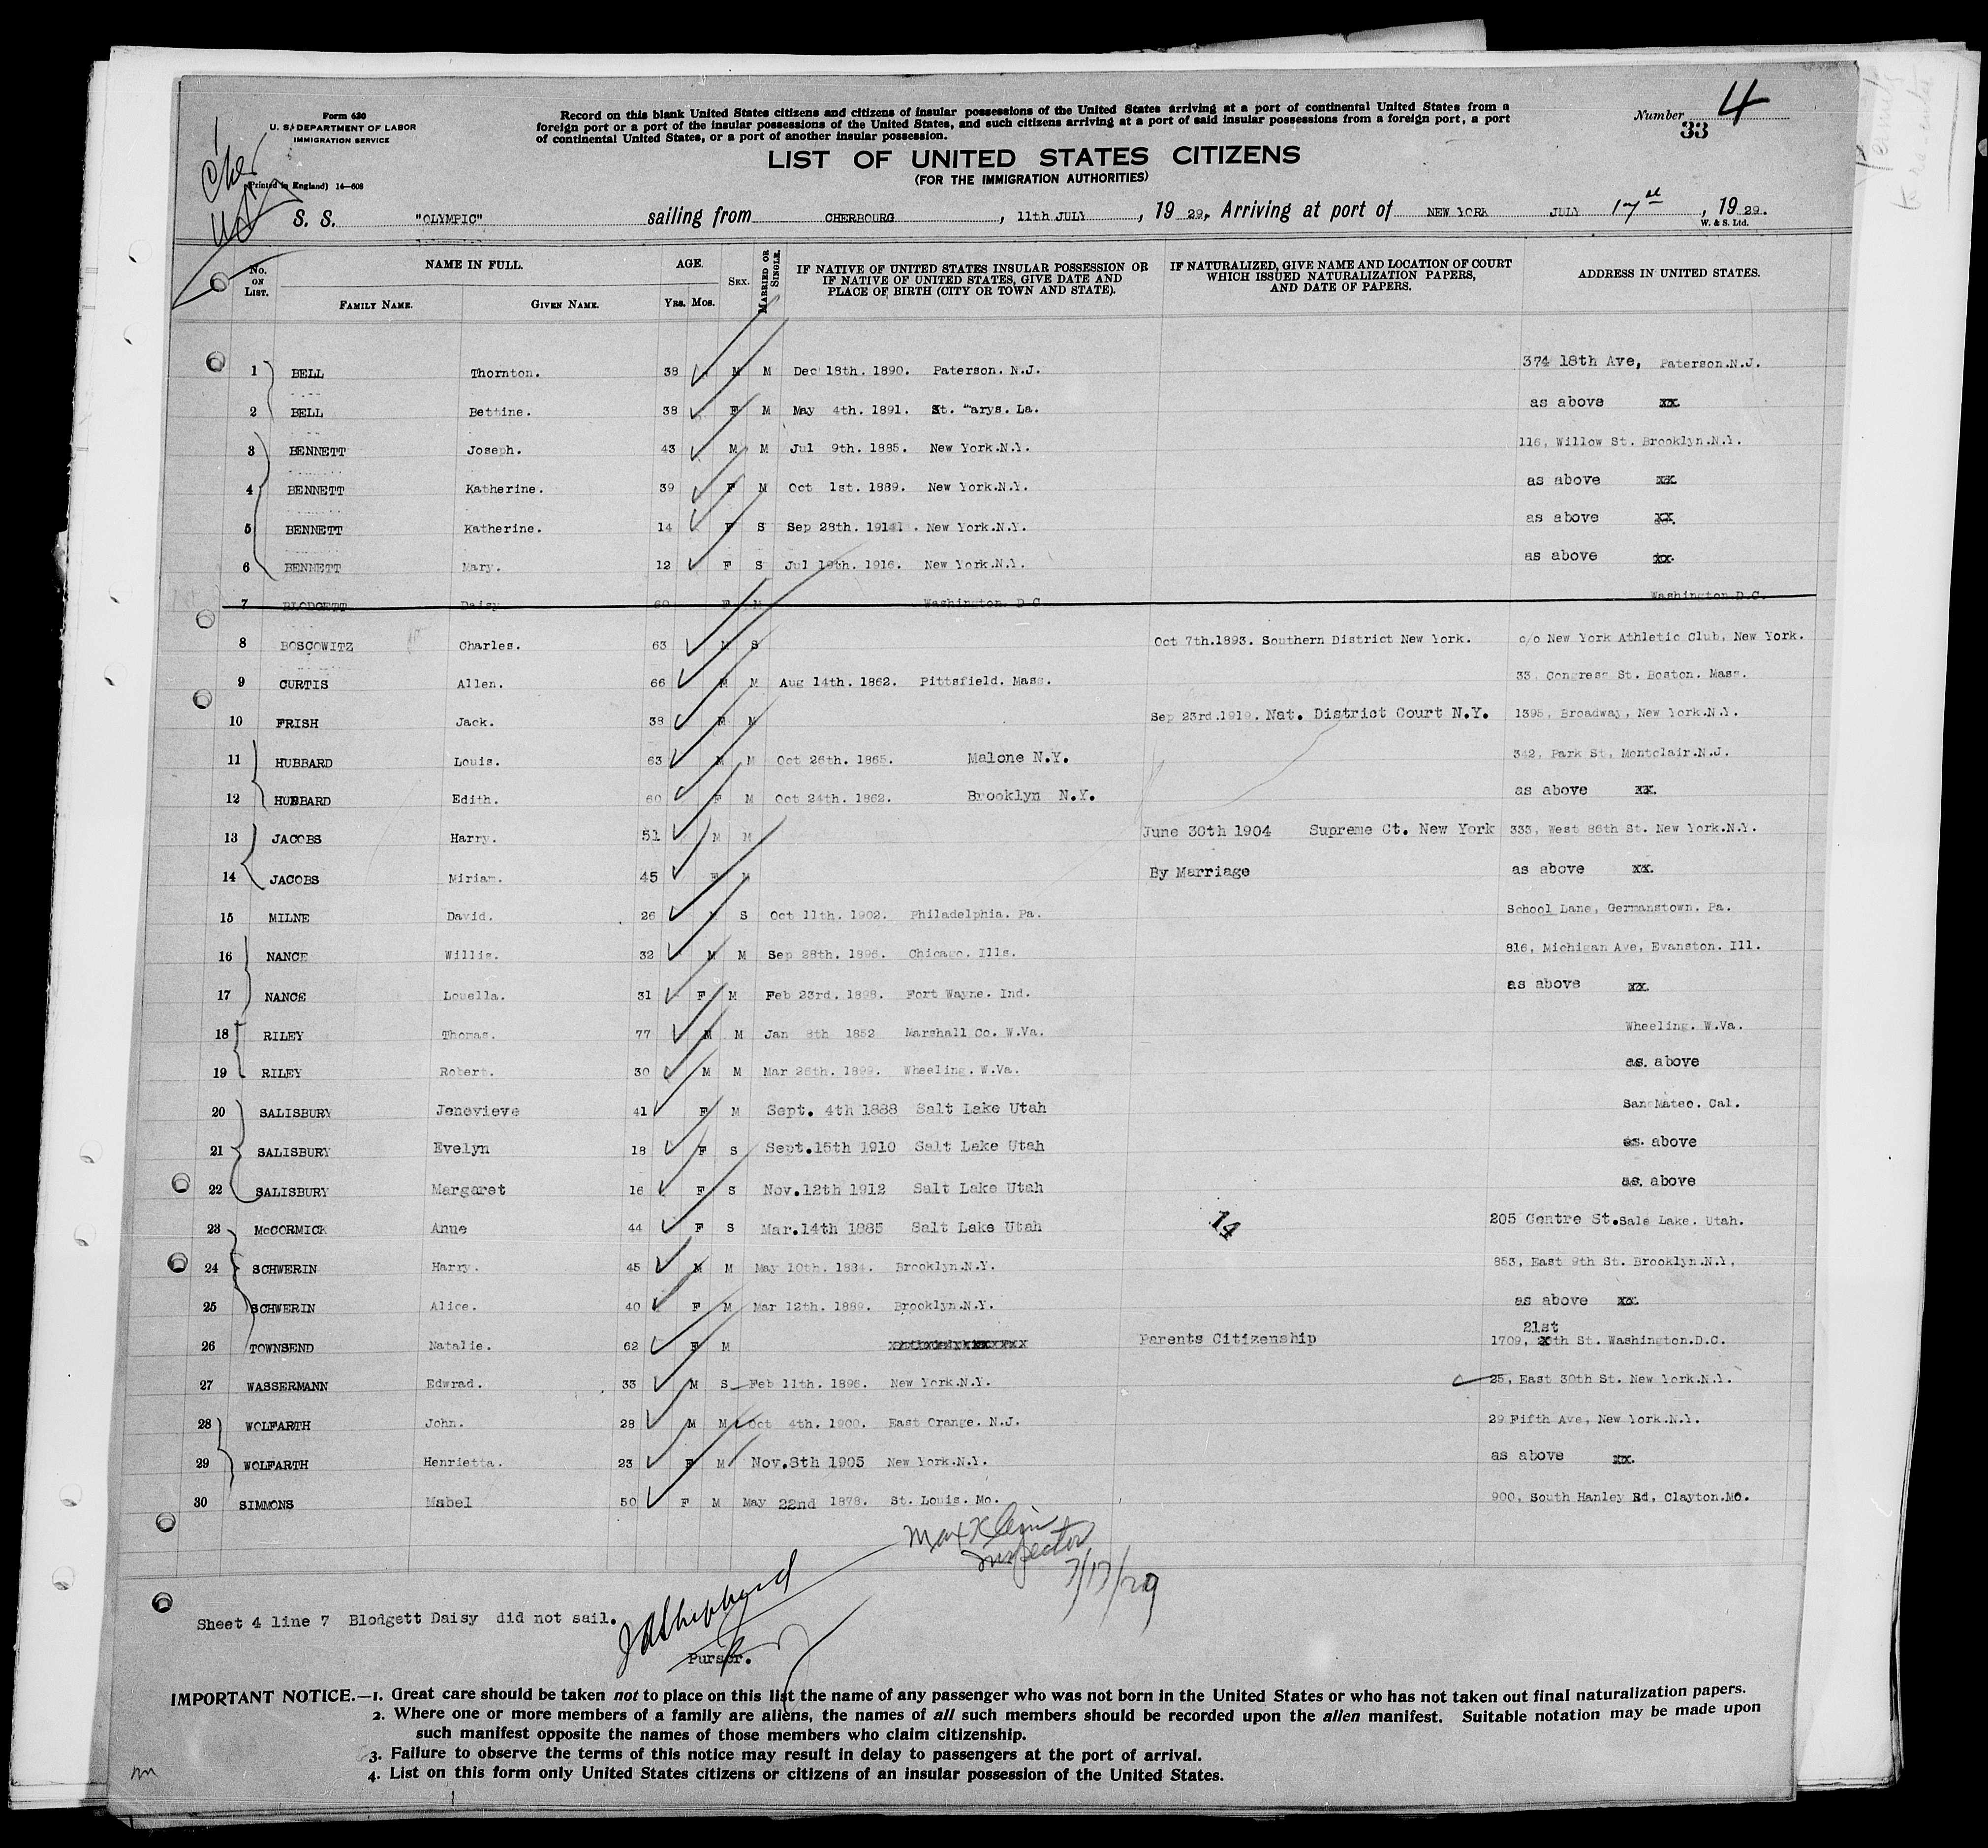 Form 630
U. S. DEPARTMENT OF LABOR
IMMIGRATION SERVICE
(Printed in England) 14—608
Record on this blank United States citizens and citizens of insular possessions of the United States arriving at a port of continental United States from a
foreign port or a port of the insular possessions of the United States, and such citizens arriving at a port of said insular possessions from a foreign port, a port
of continental United States, or a port of another insular possession.
Number 4
33
LIST OF UNITED STATES CITIZENS
(FOR THE IMMIGRATION AUTHORITIES)
S. S. "OLYMPIC" sailing from CHERBOURG, 11th JULY, 1929, Arriving at port of NEW YORK JULY 17th, 1929.
W. & S. Ltd.
No. ON LIST. NAME IN FULL. FAMILY NAME. GIVEN NAME. AGE. YRS. MOS. SEX. MARRIED OR SINGLE. IF NATIVE OF UNITED STATES INSULAR POSSESSION OR IF NATIVE OF UNITED STATES, GIVE DATE AND PLACE OF BIRTH (CITY OR TOWN AND STATE). IF NATURALIZED, GIVE NAME AND LOCATION OF COURT WHICH ISSUED NATURALIZATION PAPERS, AND DATE OF PAPERS. ADDRESS IN UNITED STATES.
1 BELL Thornton. 38 M M Dec 18th. 1890. Paterson. N.J. 374 18th Ave, Paterson.N.J.
2 BELL Bettine. 38 F M May 4th. 1891. St. "arys. La. as above xx.
3 BENNETT Joseph. 43 M M Jul 9th. 1885. New York.N.Y. 116, Willow St. Brooklyn.N.Y.
4 BENNETT Katherine. 39 F M Oct 1st. 1889. New York.N.Y. as above xx.
5 BENNETT Katherine. 14 F S Sep 28th. 1914. New York.N.Y. as above xx.
6 BENNETT Mary. 12 F S Jul 19th. 1916. New York.N.Y. as above xx.
7 BLODGETT Daisy 60 F M Washington D C Washington D.C.
8 BOSCOWITZ Charles. 63 M S Oct 7th.1893. Southern District New York. c/o New York Athletic Club, New York.
9 CURTIS Allen. 66 M M Aug 14th. 1862. Pittsfield. Mass. 33, Congress St. Boston. Mass.
10 FRISH Jack. 38 M M Sep 23rd.1919. Nat. District Court N.Y. 1395, Broadway, New York.N.Y.
11 HUBBARD Louis. 63 M M Oct 26th. 1865. Malone N.Y. 342, Park St, Montclair.N.J.
12 HUBBARD Edith. 60 F M Oct 24th. 1862. Brooklyn N.Y. as above xx.
13 JACOBS Harry. 51 M M June 30th 1904 Supreme Ct. New York 333, West 86th St. New York.N.Y.
14 JACOBS Miriam. 45 F M By Marriage as above xx.
15 MILNE David. 26 M S Oct 11th. 1902. Philadelphia. Pa. School Lane, Germanstown. Pa.
16 NANCE Willis. 32 M M Sep 28th. 1896. Chicago. Ills. 816, Michigan Ave, Evanston. Ill.
17 NANCE Louella. 31 F M Feb 23rd. 1898. Fort Wayne. Ind. as above xx.
18 RILEY Thomas. 77 M M Jan 8th 1852 Marshall Co. W.Va. Wheeling. W.Va.
19 RILEY Robert. 30 M M Mar 26th. 1899. Wheeling. W.Va. as. above
20 SALISBURY Jenevieve 41 F M Sept. 4th 1888 Salt Lake Utah San Mateo. Cal.
21 SALISBURY Evelyn 18 F S Sept.15th 1910 Salt Lake Utah as. above
22 SALISBURY Margaret 16 F S Nov.12th 1912 Salt Lake Utah as. above
23 McCORMICK Anne 44 F S Mar.14th 1885 Salt Lake Utah 14 205 Centre St.Sale Lake. Utah.
24 SCHWERIN Harry. 45 M M May 10th. 1884. Brooklyn.N.Y. 853, East 9th St. Brooklyn.N.Y.
25 SCHWERIN Alice. 40 F M Mar 12th. 1889. Brooklyn.N.Y. as above xx.
21st
26 TOWNSEND Natalie. 62 F M Parents Citizenship 1709, th St. Washington.D.C.
27 WASSERMANN Edwrad. 33 M S Feb 11th. 1896. New York.N.Y. 25, East 30th St. New York.N.Y.
28 WOLFARTH John. 28 M M Oct 4th. 1900. East Orange. N.J. 29 Fifth Ave, New York.N.Y.
29 WOLFARTH Henrietta. 23 F M Nov.8th 1905 New York.N.Y. as above xx.
30 SIMMONS Mabel 50 F M May 22nd 1878. St. Louis. Mo. 900, South Hanley Rd, Clayton.MO.
Max Klein
Inspector
7/17/29
Sheet 4 line 7 Blodgett Daisy did not sail.
Purser.
IMPORTANT NOTICE.—1. Great care should be taken not to place on this list the name of any passenger who was not born in the United States or who has not taken out final naturalization papers.
2. Where one or more members of a family are aliens, the names of all such members should be recorded upon the alien manifest. Suitable notation may be made upon
such manifest opposite the names of those members who claim citizenship.
3. Failure to observe the terms of this notice may result in delay to passengers at the port of arrival.
4. List on this form only United States citizens or citizens of an insular possession of the United States.